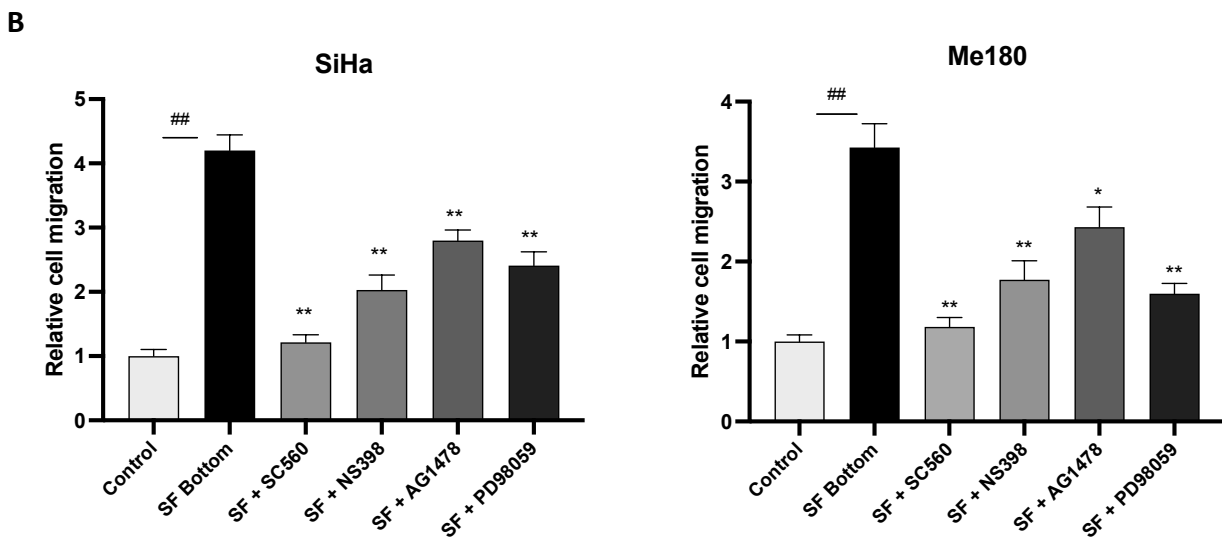 B
SiHa
Relative cell migration
5
4
3
2
1
0
##
**
**
**
**
Control
SF Bottom
SF + SC560
SF + NS398
SF + AG1478
SF + PD98059
Me180
Relative cell migration
4
3
2
1
0
##
**
**
*
**
Control
SF Bottom
SF + SC560
SF + NS398
SF + AG1478
SF + PD98059